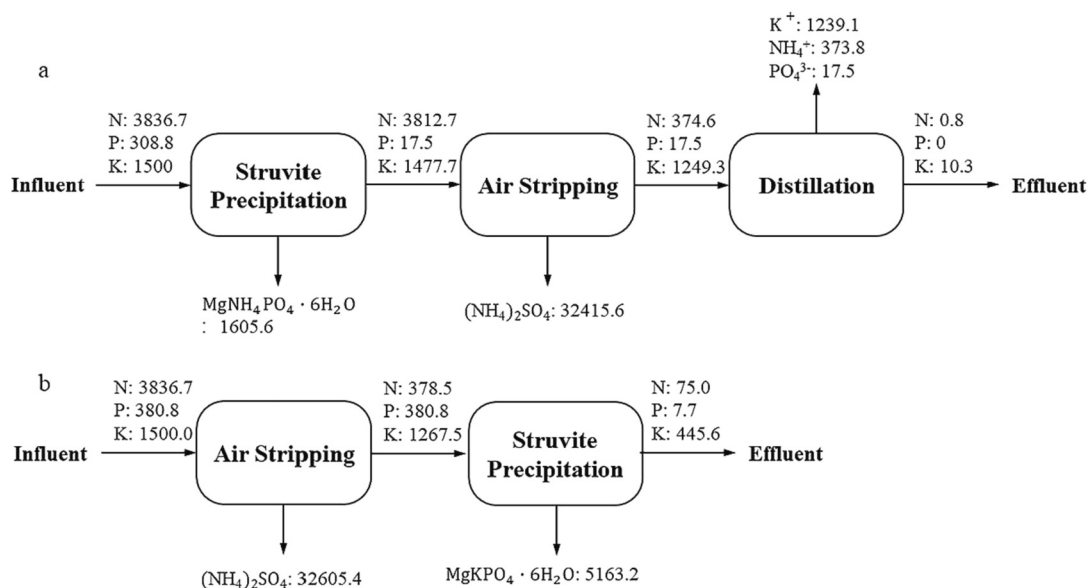 a
K⁺: 1239.1
NH₄⁺: 373.8
PO₄³⁻: 17.5
N: 3836.7
P: 308.8
K: 1500
N: 3812.7
P: 17.5
K: 1477.7
N: 374.6
P: 17.5
K: 1249.3
N: 0.8
P: 0
K: 10.3
Influent
Struvite
Precipitation
Air Stripping
Distillation
Effluent
MgNH₄PO₄ · 6H₂O
: 1605.6
(NH₄)₂SO₄: 32415.6
b
N: 3836.7
P: 380.8
K: 1500.0
N: 378.5
P: 380.8
K: 1267.5
N: 75.0
P: 7.7
K: 445.6
Influent
Air Stripping
Struvite
Precipitation
Effluent
(NH₄)₂SO₄: 32605.4
MgKPO₄ · 6H₂O: 5163.2